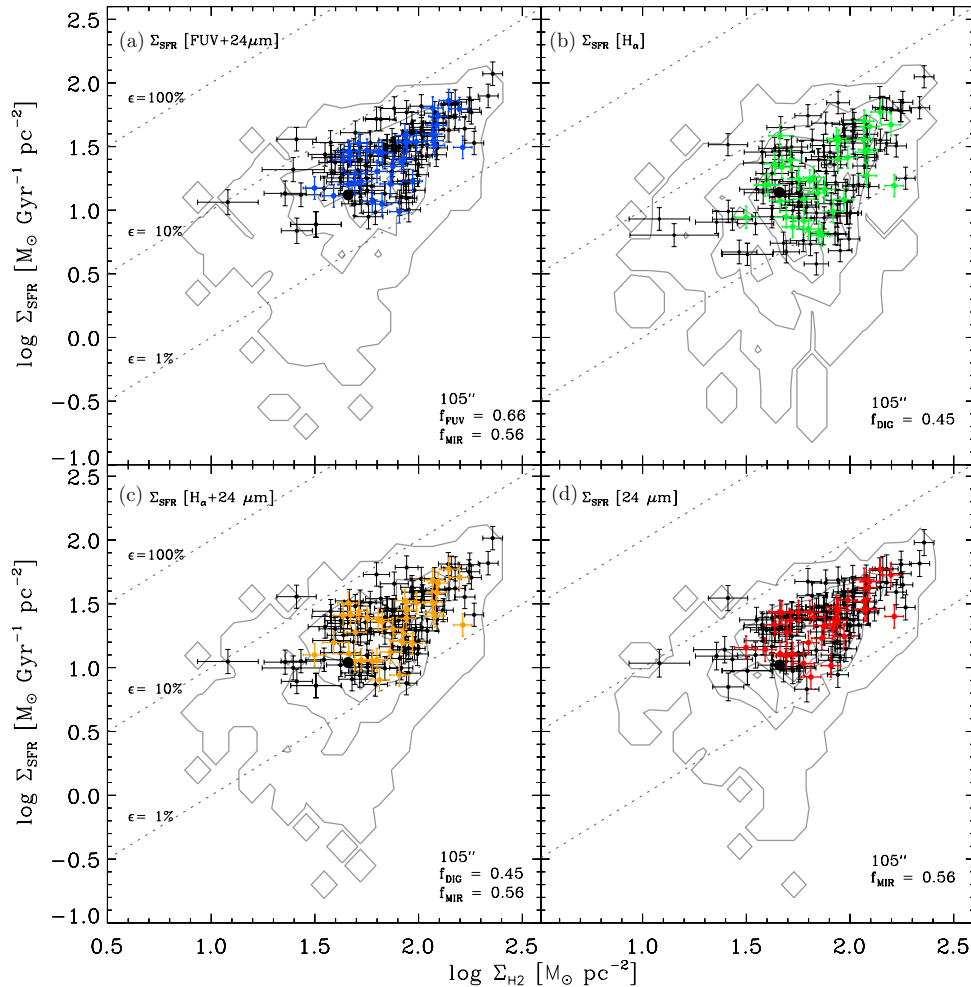 (a) Σ_SFR [FUV+24μm]
(b) Σ_SFR [H_α]
2.5
2.0
1.5
1.0
0.5
0.0
−0.5
−1.0
log Σ_SFR [M_⊙ Gyr^−1 pc^−2]
ε=100%
ε= 10%
ε= 1%
105″
f_FUV = 0.66
f_MIR = 0.56
105″
f_DIG = 0.45
(c) Σ_SFR [H_α+24 μm]
(d) Σ_SFR [24 μm]
2.0
1.5
1.0
0.5
0.0
−0.5
−1.0
log Σ_SFR [M_⊙ Gyr^−1 pc^−2]
ε=100%
ε= 10%
ε= 1%
105″
f_DIG = 0.45
f_MIR = 0.56
105″
f_MIR = 0.56
0.5 1.0 1.5 2.0 2.5 1.0 1.5 2.0 2.5
log Σ_H2 [M_⊙ pc^−2]